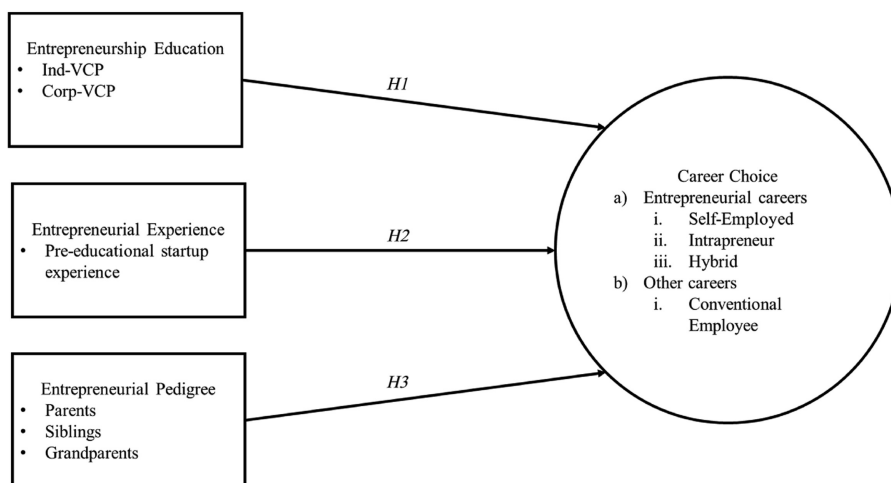 Entrepreneurship Education
• Ind-VCP
• Corp-VCP
H1
Entrepreneurial Experience
• Pre-educational startup
experience
H2
Entrepreneurial Pedigree
• Parents
• Siblings
• Grandparents
H3
Career Choice
a) Entrepreneurial careers
i. Self-Employed
ii. Intrapreneur
iii. Hybrid
b) Other careers
i. Conventional
Employee